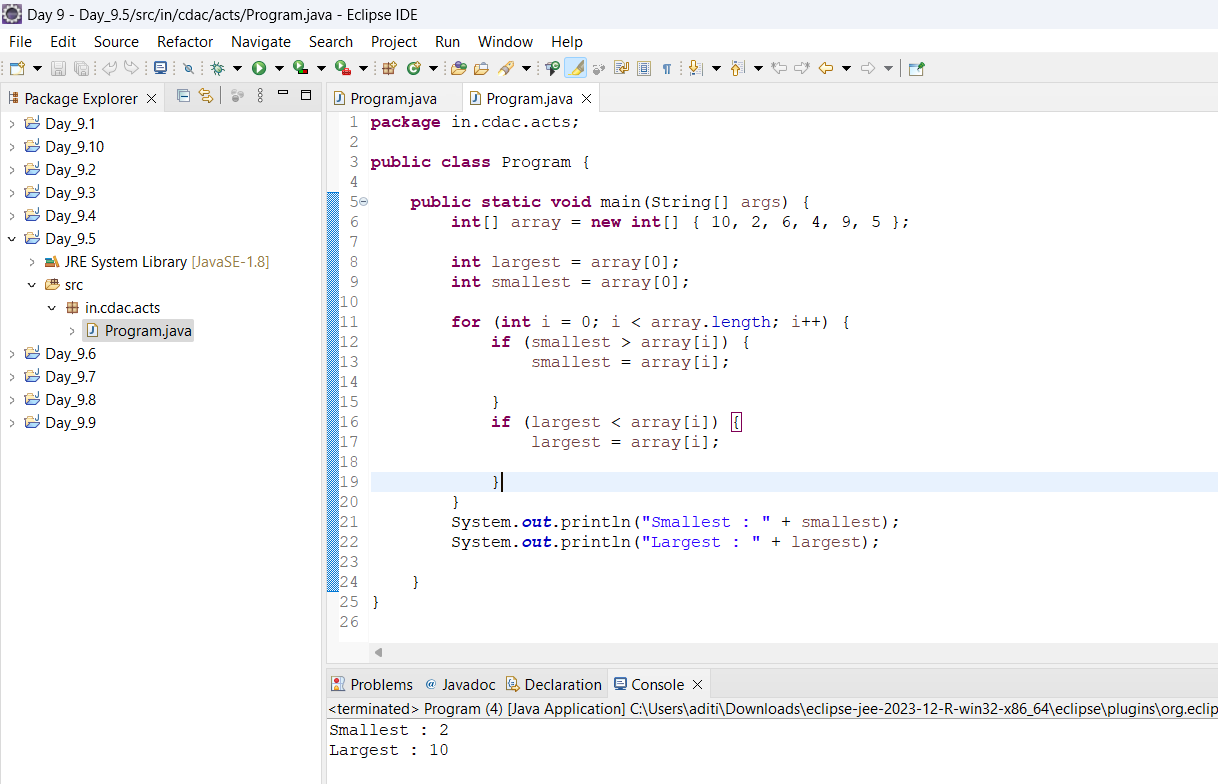 Day 9 - Day_9.5/src/in/cdac/acts/Program.java - Eclipse IDE
File Edit Source Refactor Navigate Search Project Run Window Help
Package Explorer
Day_9.1
Day_9.10
Day_9.2
Day_9.3
Day_9.4
Day_9.5
JRE System Library [JavaSE-1.8]
src
in.cdac.acts
Program.java
Day_9.6
Day_9.7
Day_9.8
Day_9.9
Program.java Program.java
1 package in.cdac.acts;
2
3 public class Program {
4
5 public static void main(String[] args) {
6 int[] array = new int[] { 10, 2, 6, 4, 9, 5 };
7
8 int largest = array[0];
9 int smallest = array[0];
10
11 for (int i = 0; i < array.length; i++) {
12 if (smallest > array[i]) {
13 smallest = array[i];
14
15 }
16 if (largest < array[i]) {
17 largest = array[i];
18
19 }
20 }
21 System.out.println("Smallest : " + smallest);
22 System.out.println("Largest : " + largest);
23
24 }
25 }
26
Problems Javadoc Declaration Console
<terminated> Program (4) [Java Application] C:\Users\aditi\Downloads\eclipse-jee-2023-12-R-win32-x86_64\eclipse\plugins\org.eclip
Smallest : 2
Largest : 10